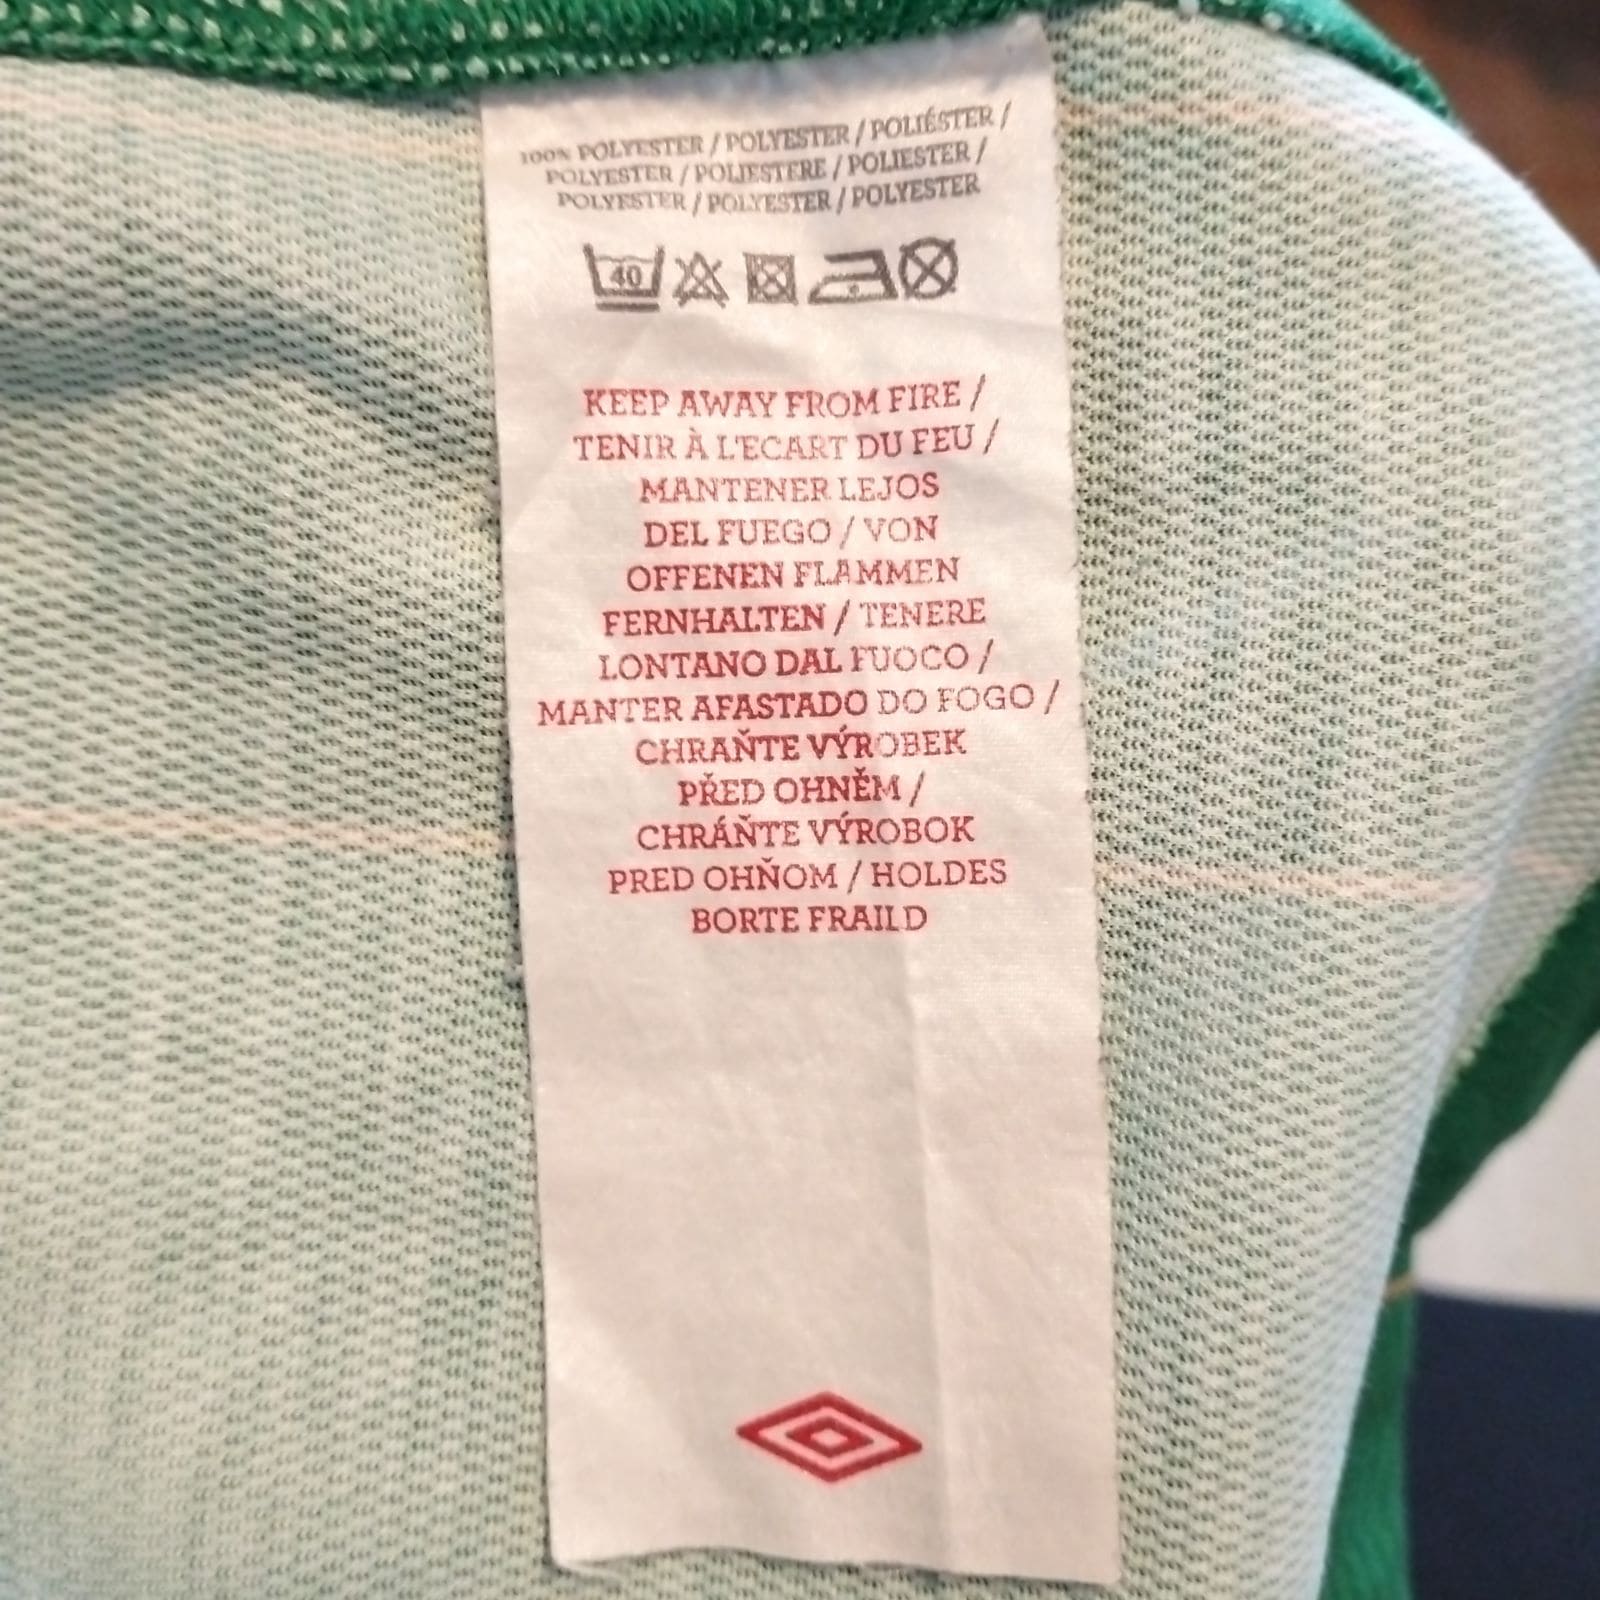 100% POLYESTER / POLYESTER / POLIÉSTER /
POLYESTER / POLIESTERE / POLIESTER /
POLYESTER / POLYESTER / POLYESTER
40
KEEP AWAY FROM FIRE /
TENIR À L'ECART DU FEU /
MANTENER LEJOS
DEL FUEGO / VON
OFFENEN FLAMMEN
FERNHALTEN / TENERE
LONTANO DAL FUOCO /
MANTER AFASTADO DO FOGO /
CHRAŇTE VÝROBEK
PŘED OHNĚM /
CHRÁŇTE VÝROBOK
PRED OHŇOM / HOLDES
BORTE FRAILD